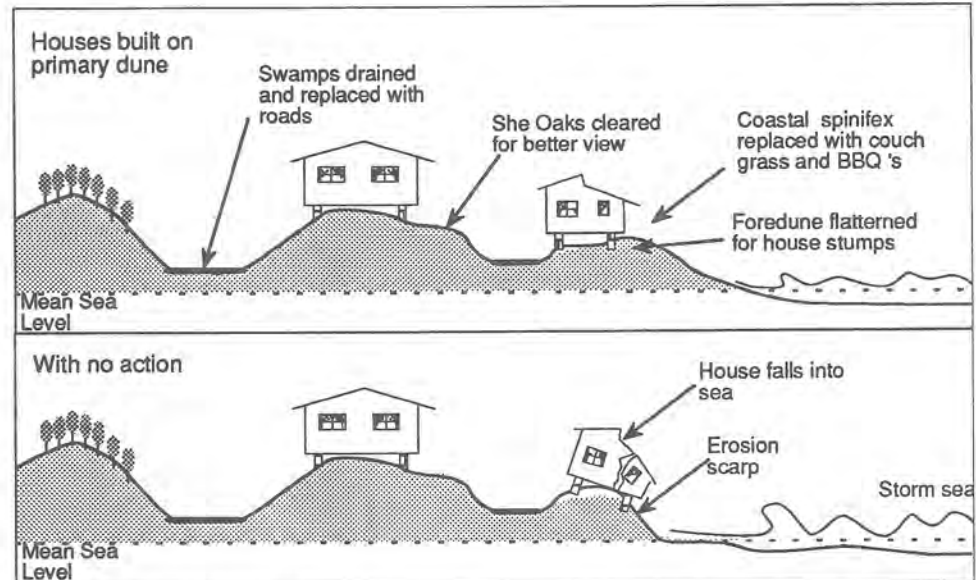 Houses built on
primary dune
Swamps drained
and replaced with
roads
She Oaks cleared
for better view
Coastal spinifex
replaced with couch
grass and BBQ 's
Foredune flatterned
for house stumps
Mean Sea
Level
With no action
House falls into
sea
Erosion
scarp
Storm sea
Mean Sea
Level